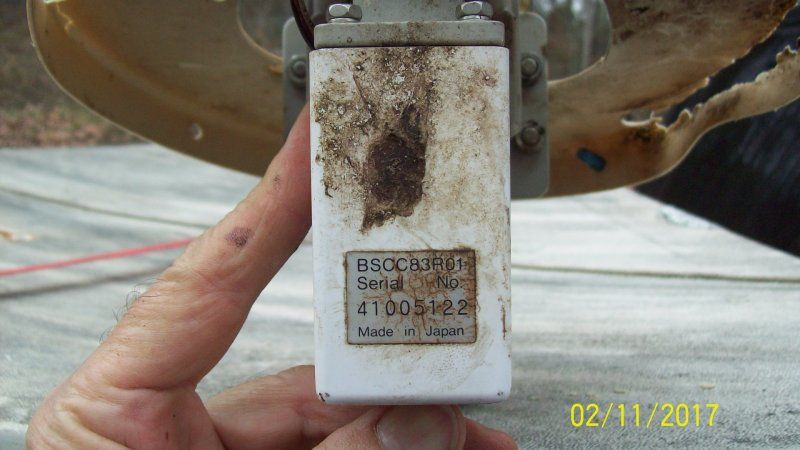 BSCC83R01
Serial No.
41005122
Made in Japan
02/11/2017